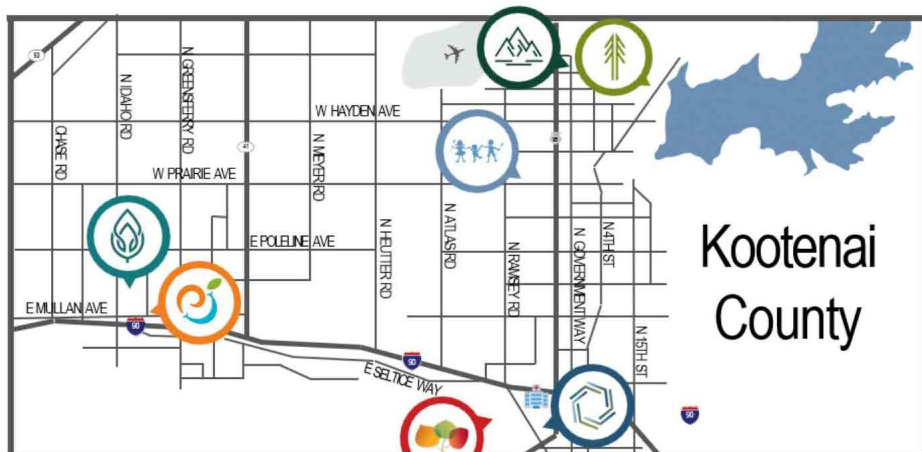 53
N IDAHO RD
N GREENSFERRY RD
W HAYDEN AVE
41
N MEYER RD
CHASE RD
W PRAIRIE AVE
N HEUTTER RD
N ATLAS RD
N RAMSEY RD
N GOVERNMENT WAY
N 4TH ST
Kootenai
County
E POLELINE AVE
E MULLAN AVE
90
90
E SELTICE WAY
N 15TH ST
90